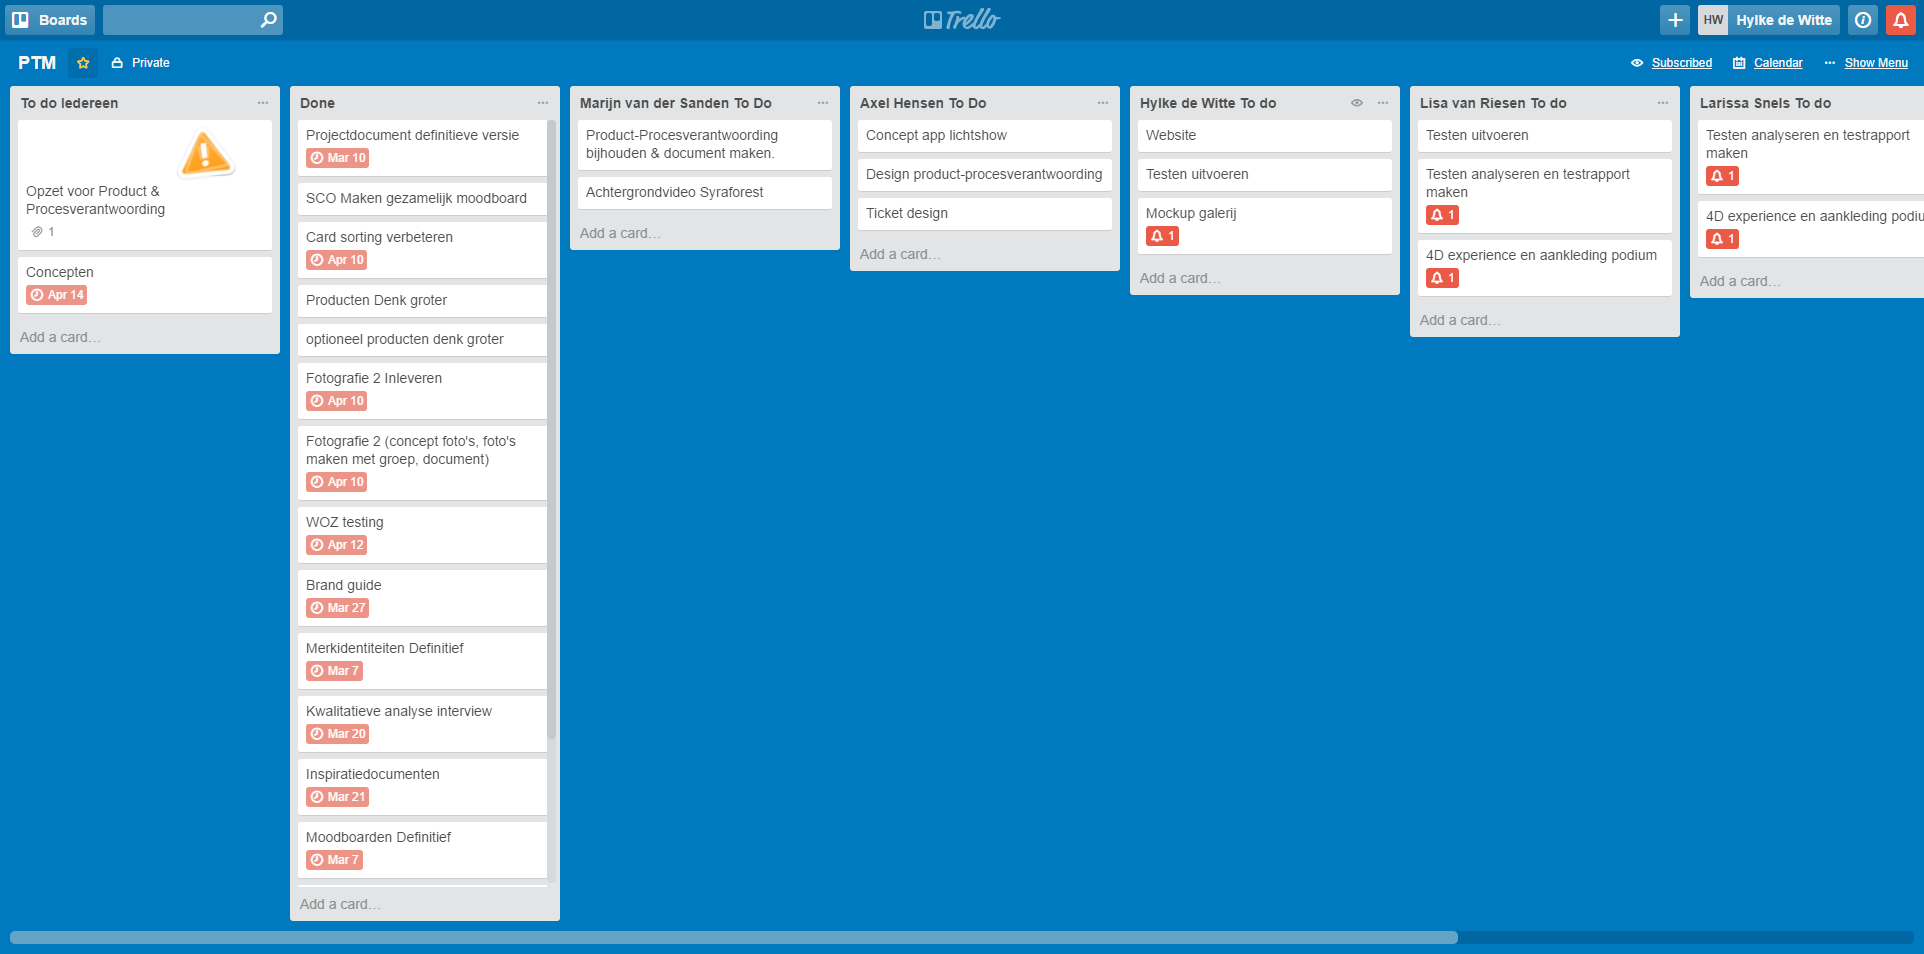 Boards
Trello
HW Hylke de Witte
PTM
Private
Subscribed
Calendar
Show Menu
To do Iedereen
Opzet voor Product &
Procesverantwoording
1
Concepten
Apr 14
Add a card…
Done
Projectdocument definitieve versie
Mar 10
SCO Maken gezamelijk moodboard
Card sorting verbeteren
Apr 10
Producten Denk groter
optioneel producten denk groter
Fotografie 2 Inleveren
Apr 10
Fotografie 2 (concept foto's, foto's
maken met groep, document)
Apr 10
WOZ testing
Apr 12
Brand guide
Mar 27
Merkidentiteiten Definitief
Mar 7
Kwalitatieve analyse interview
Mar 20
Inspiratiedocumenten
Mar 21
Moodboarden Definitief
Mar 7
Add a card…
Marijn van der Sanden To Do
Product-Procesverantwoording
bijhouden & document maken.
Achtergrondvideo Syraforest
Add a card…
Axel Hensen To Do
Concept app lichtshow
Design product-procesverantwoording
Ticket design
Add a card…
Hylke de Witte To do
Website
Testen uitvoeren
Mockup galerij
1
Add a card…
Lisa van Riesen To do
Testen uitvoeren
Testen analyseren en testrapport
maken
1
4D experience en aankleding podium
1
Add a card…
Larissa Snels To do
Testen analyseren en testrapport
maken
1
4D experience en aankleding podiu
1
Add a card…